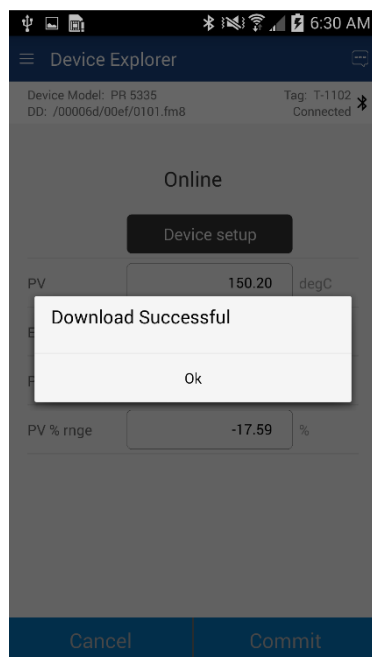 6:30 AM
Device Explorer
Device Model: PR 5335
Tag: T-1102
DD: /00006d/00ef/0101.fm8
Connected
Online
Device setup
PV
150.20
degC
Download Successful
Ok
PV % rnge
-17.59
%
Cancel
Commit